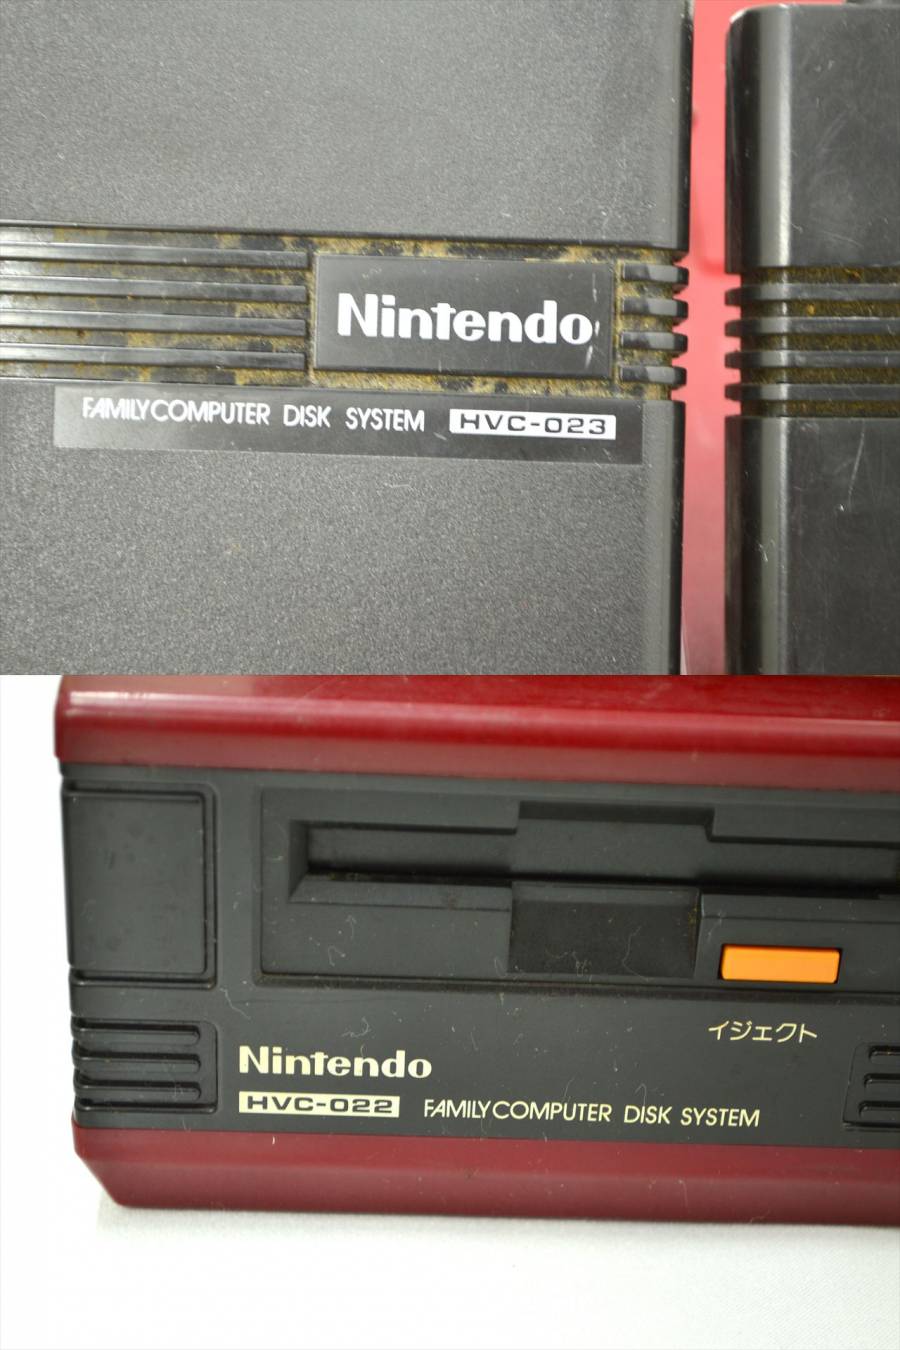 Nintendo
FAMILY COMPUTER DISK SYSTEM HVC-023
イジェクト
Nintendo
HVC-022 FAMILY COMPUTER DISK SYSTEM